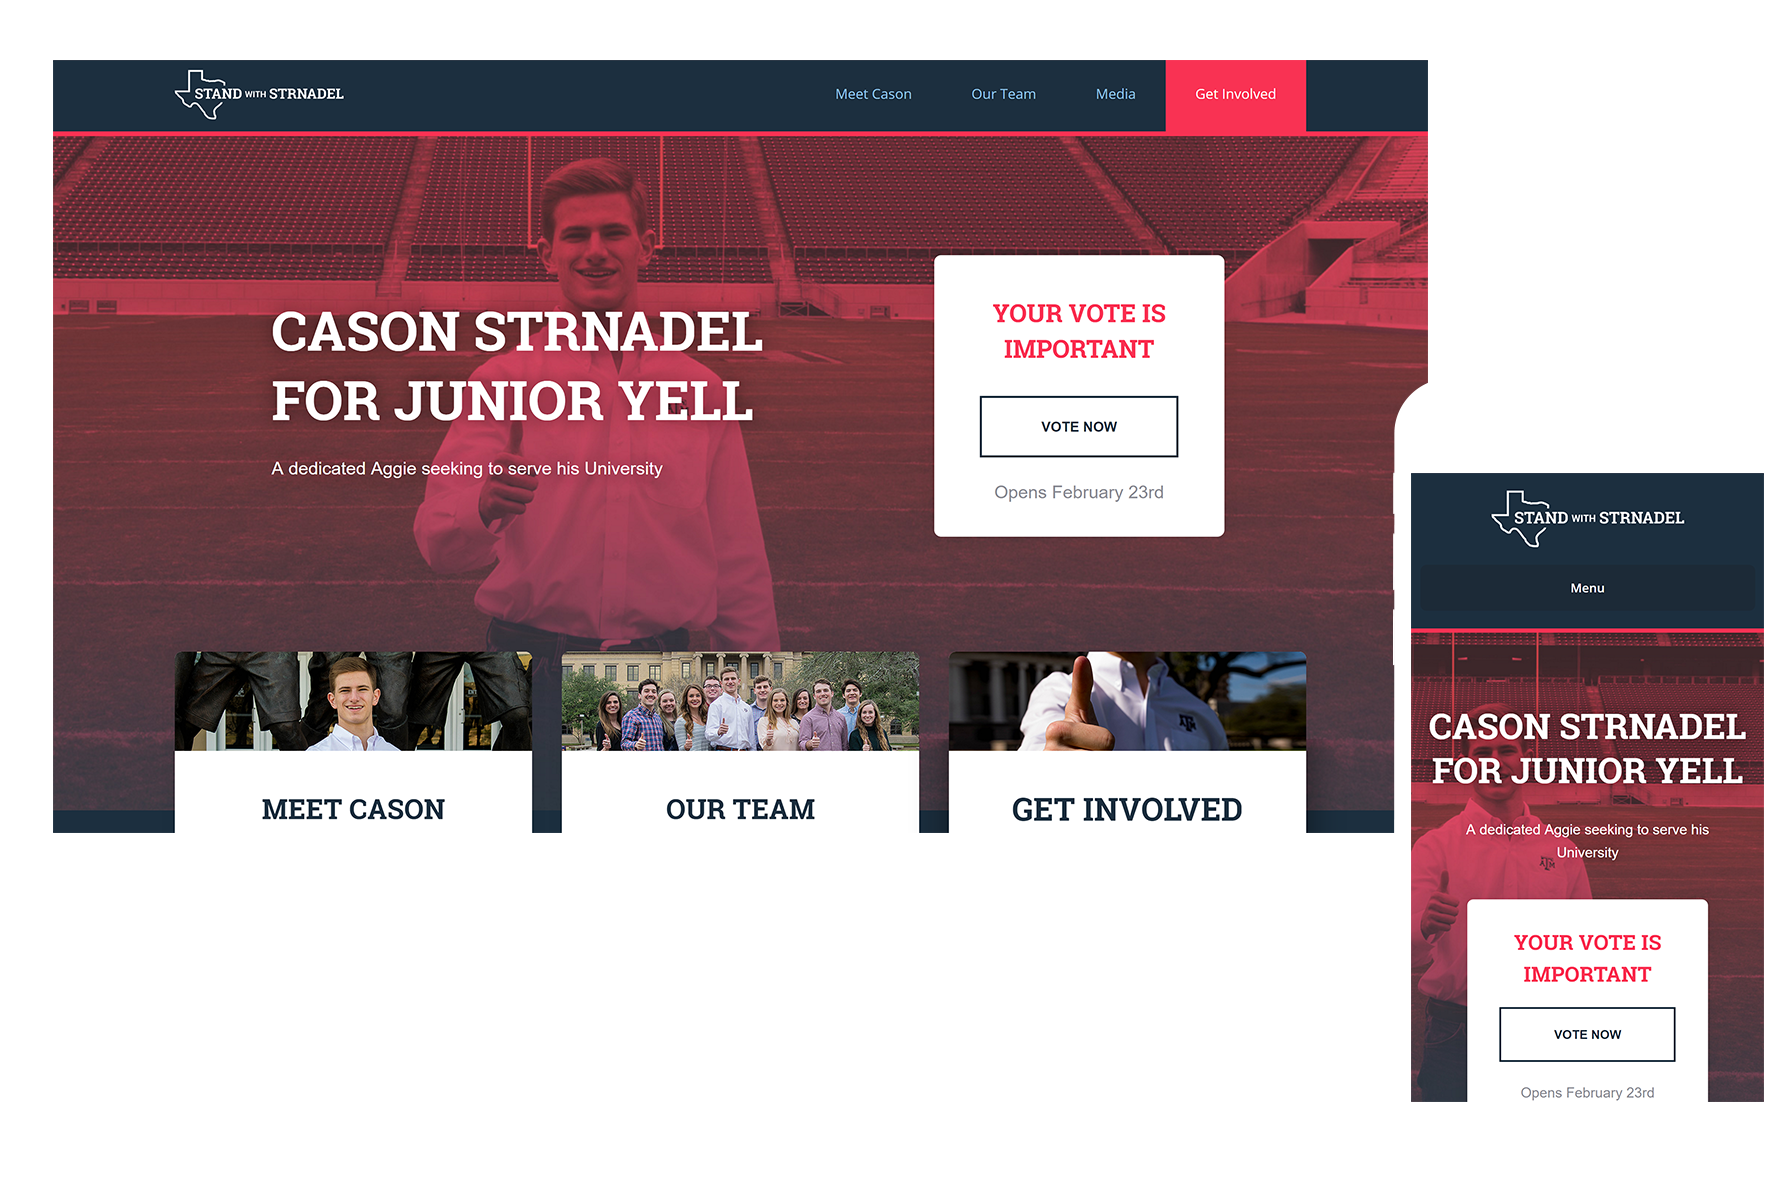 STAND WITH STRNADEL
Meet Cason
Our Team
Media
Get Involved
CASON STRNADEL
FOR JUNIOR YELL
A dedicated Aggie seeking to serve his University
YOUR VOTE IS
IMPORTANT
VOTE NOW
Opens February 23rd
MEET CASON
OUR TEAM
GET INVOLVED
STAND WITH STRNADEL
Menu
CASON STRNADEL
FOR JUNIOR YELL
A dedicated Aggie seeking to serve his
University
YOUR VOTE IS
IMPORTANT
VOTE NOW
Opens February 23rd